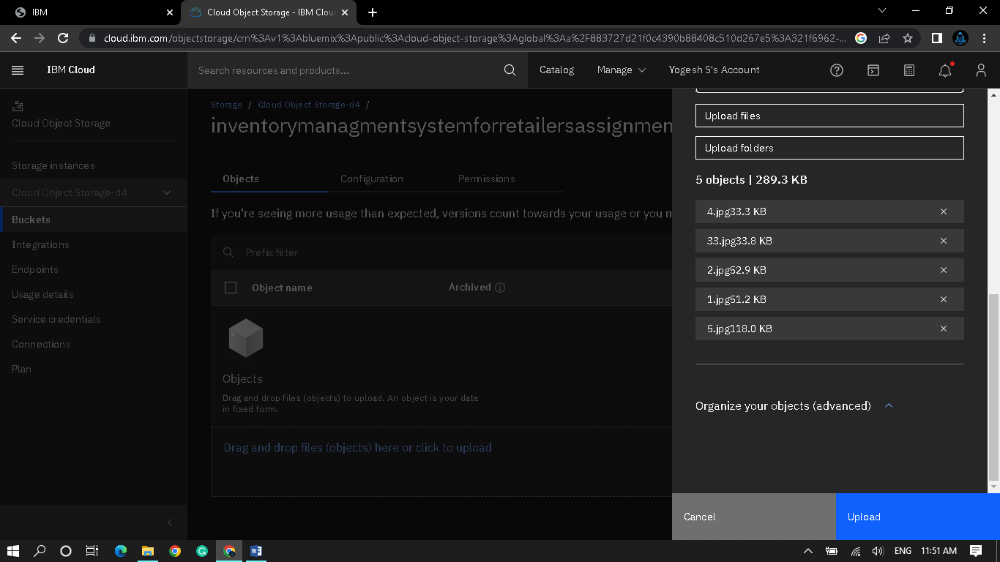 IBM
Cloud Object Storage - IBM Clou
cloud.ibm.com/objectstorage/crn%3Av1%3Abluemix%3Apublic%3Acloud-object-storage%3Aglobal%3Aa%2F883727d21f0c4390b88408c510d267e5%3A321f6962-...
IBM Cloud
Search resources and products...
Catalog
Manage
Yogesh S's Account
Cloud Object Storage
Storage instances
Cloud Object Storage-d4
Buckets
Integrations
Endpoints
Usage details
Service credentials
Connections
Plan
Storage / Cloud Object Storage-d4 /
inventorymanagmentsystemforretailersassignmen
Objects
Configuration
Permissions
If you're seeing more usage than expected, versions count towards your usage or you m
Prefix filter
Object name
Archived
Objects
Drag and drop files (objects) to upload. An object is your data
in fixed form.
Drag and drop files (objects) here or click to upload
Upload files
Upload folders
5 objects | 289.3 KB
4.jpg33.3 KB
33.jpg33.8 KB
2.jpg52.9 KB
1.jpg51.2 KB
5.jpg118.0 KB
Organize your objects (advanced)
Cancel
Upload
ENG
11:51 AM